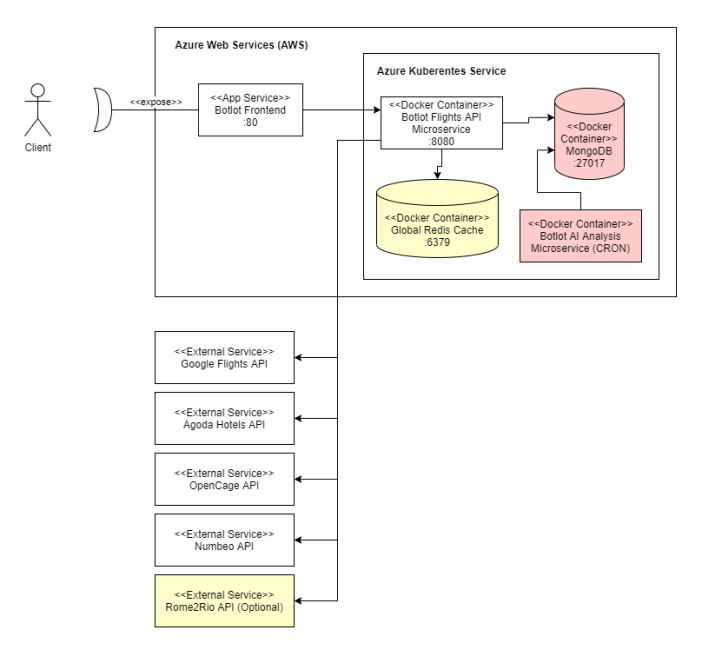 Azure Web Services (AWS)
Azure Kuberentes Service
Client
<<expose>>
<<App Service>>
Botlot Frontend
:80
<<Docker Container>>
Botlot Flights API
Microservice
:8080
<<Docker
Container>>
MongoDB
:27017
<<Docker Container>>
Global Redis Cache
:6379
<<Docker Container>>
Botlot AI Analysis
Microservice (CRON)
<<External Service>>
Google Flights API
<<External Service>>
Agoda Hotels API
<<External Service>>
OpenCage API
<<External Service>>
Numbeo API
<<External Service>>
Rome2Rio API (Optional)